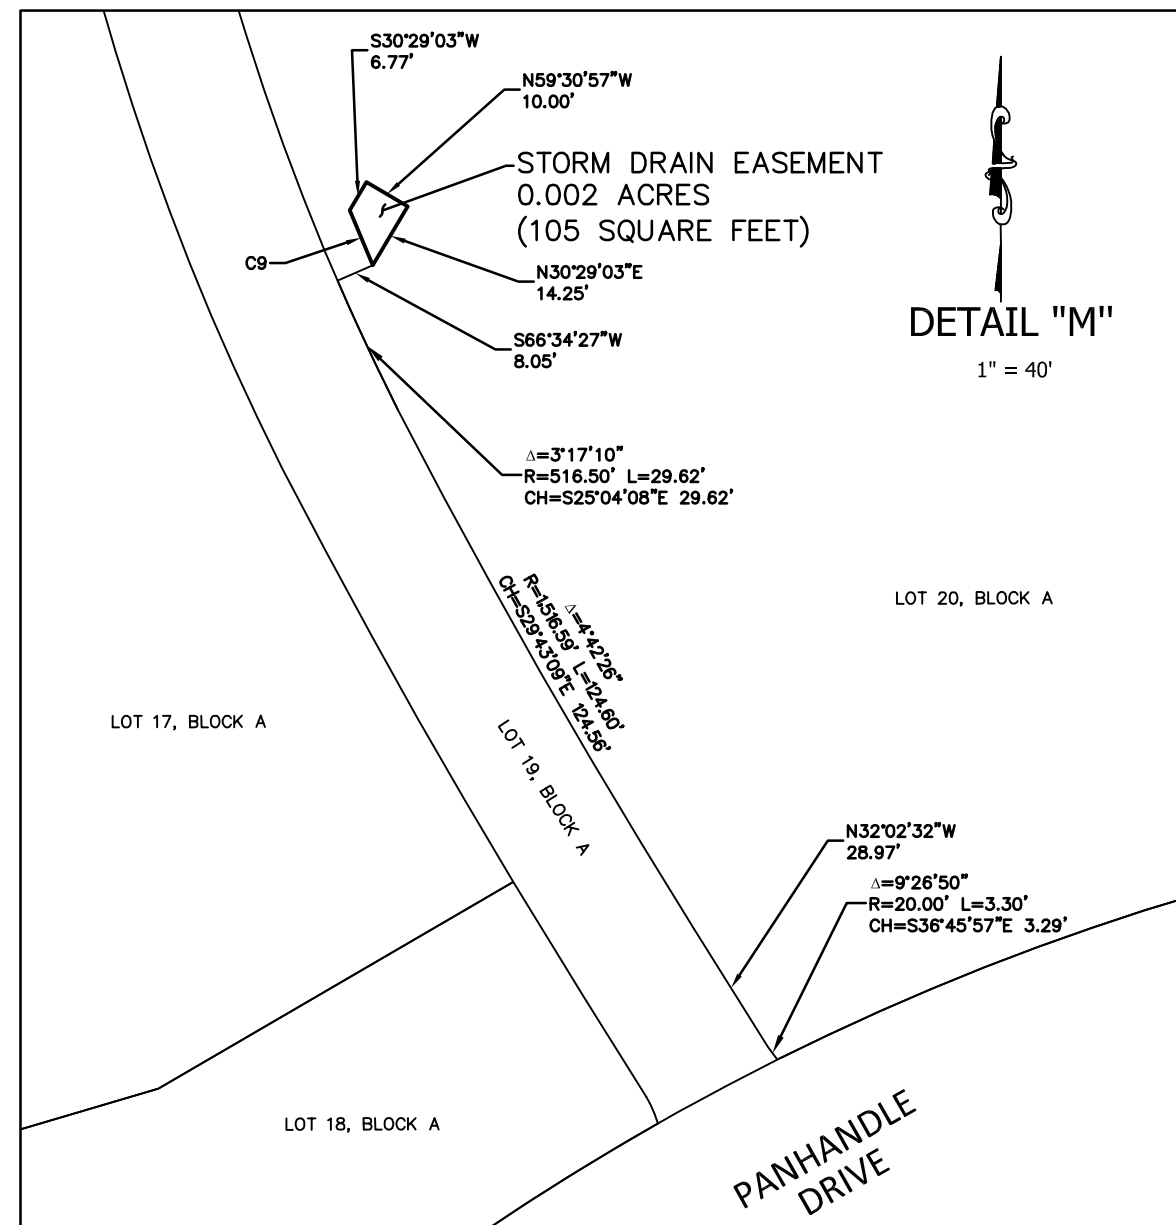 S30°29'03"W
6.77'
N59°30'57"W
10.00'
STORM DRAIN EASEMENT
0.002 ACRES
(105 SQUARE FEET)
C9
N30°29'03"E
14.25'
S66°34'27"W
8.05'
DETAIL "M"
1" = 40'
Δ=3°17'10"
R=516.50' L=29.62'
CH=S25°04'08"E 29.62'
Δ=4°42'26"
R=1,516.59' L=124.60'
CH=S29°43'09"E 124.56'
LOT 20, BLOCK A
LOT 17, BLOCK A
LOT 19, BLOCK A
N32°02'32"W
28.97'
Δ=9°26'50"
R=20.00' L=3.30'
CH=S36°45'57"E 3.29'
LOT 18, BLOCK A
PANHANDLE
DRIVE